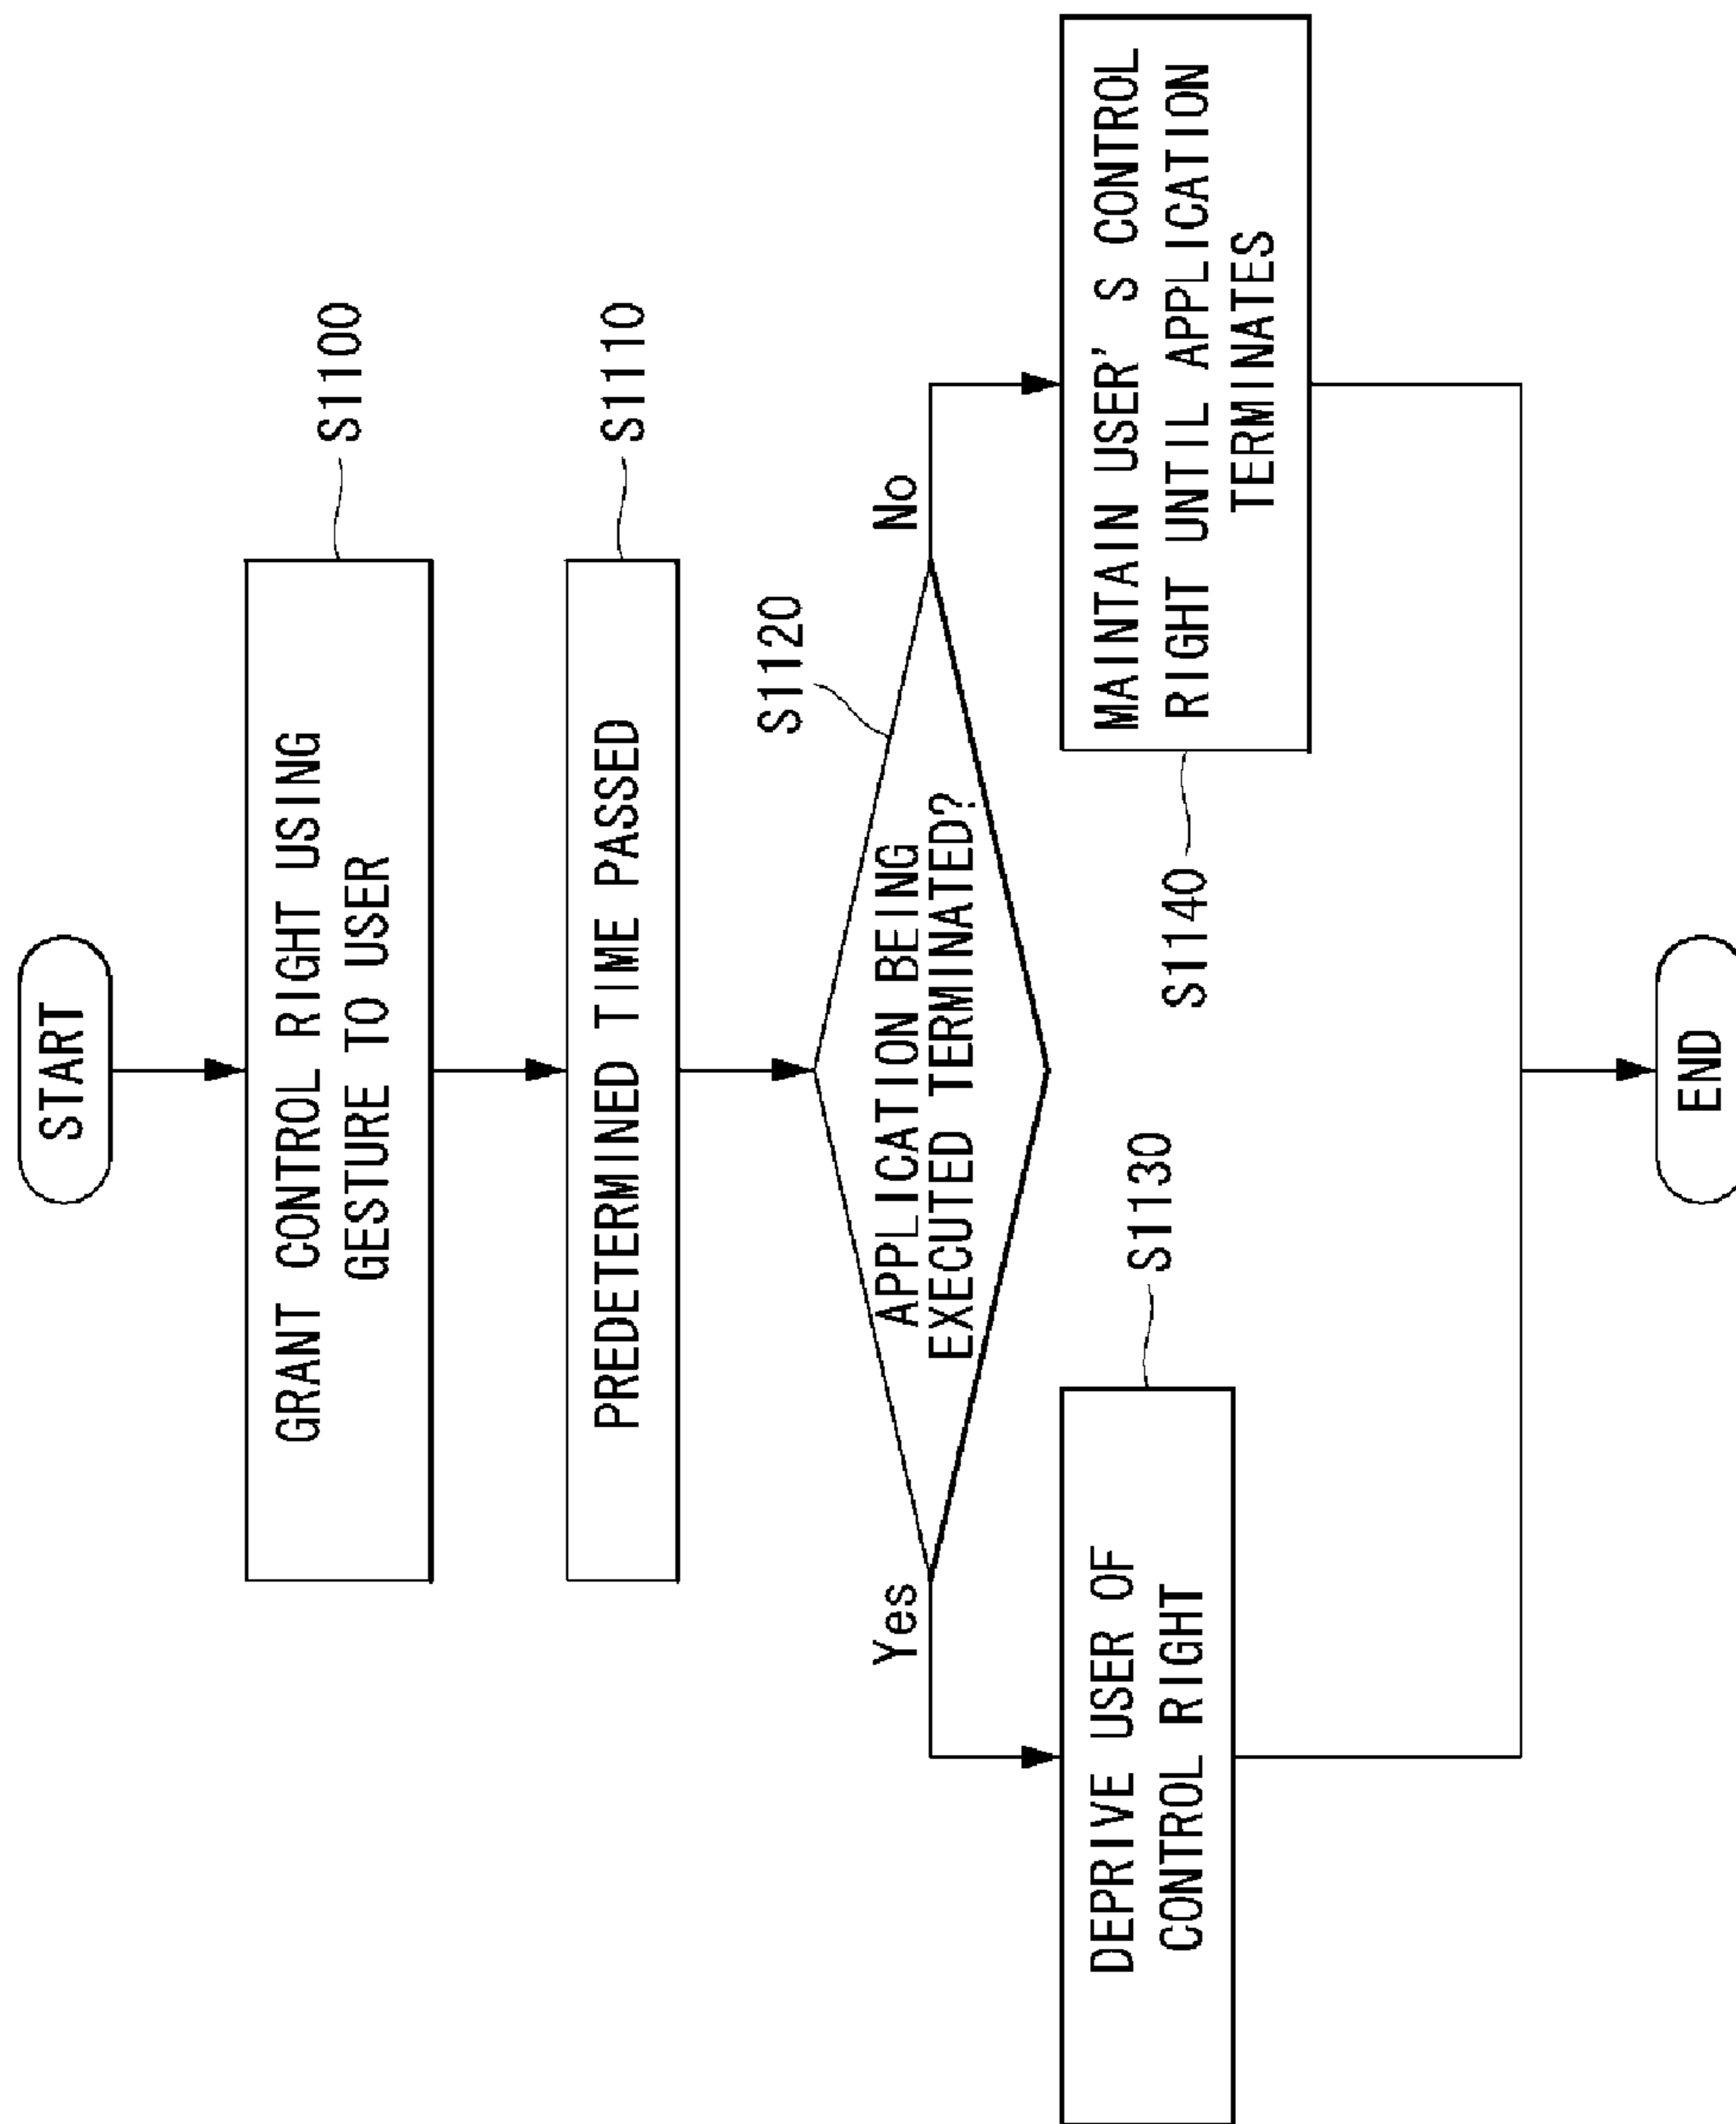 START
GRANT CONTROL RIGHT USING
GESTURE TO USER
S1100
PREDETERMINED TIME PASSED
S1110
S1120
APPLICATION BEING
EXECUTED TERMINATED?
Yes
No
DEPRIVE USER OF
CONTROL RIGHT
S1130
S1140
MAINTAIN USER' S CONTROL
RIGHT UNTIL APPLICATION
TERMINATES
END